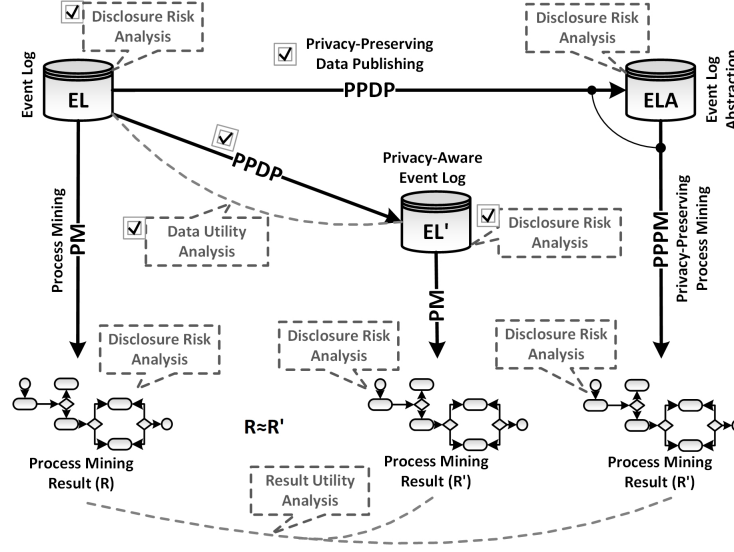 Disclosure Risk
Analysis
Privacy-Preserving
Data Publishing
Disclosure Risk
Analysis
Event Log
EL
PPDP
ELA
Event Log
Abstraction
PPDP
Privacy-Aware
Event Log
EL'
Disclosure Risk
Analysis
Data Utility
Analysis
Process Mining
PM
PM
PPPM
Privacy-Preserving
Process Mining
Disclosure Risk
Analysis
Disclosure Risk
Analysis
Disclosure Risk
Analysis
R≈R'
Process Mining
Result (R)
Process Mining
Result (R')
Process Mining
Result (R')
Result Utility
Analysis